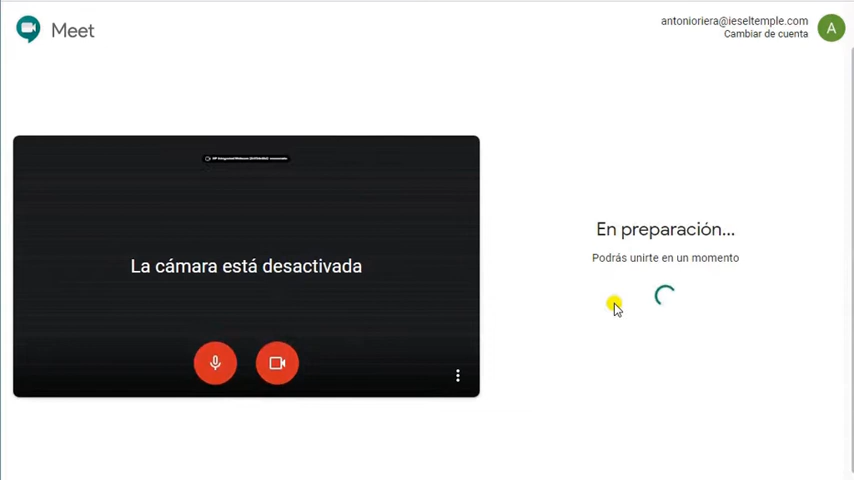 Meet
antonioriera@ieseltemple.com
Cambiar de cuenta
A
La cámara está desactivada
En preparación...
Podrás unirte en un momento